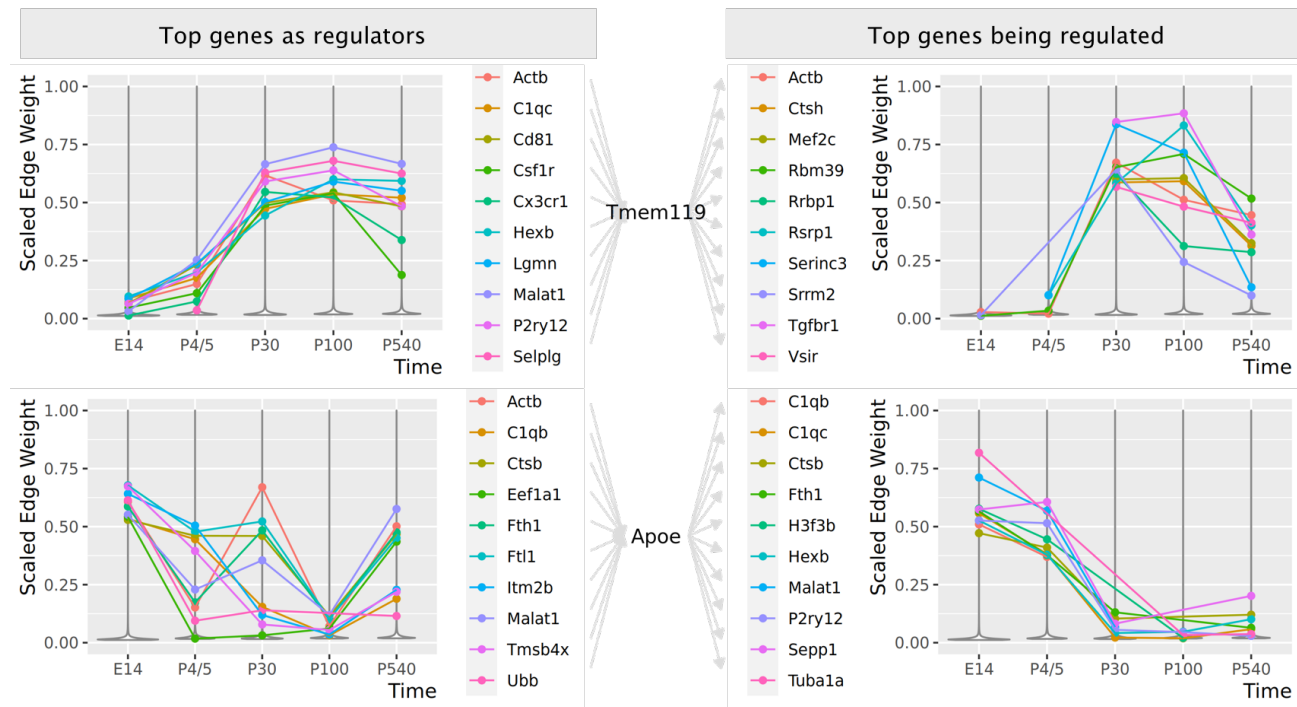 Top genes as regulators
Top genes being regulated
Scaled Edge Weight
1.00
0.75
0.50
0.25
0.00
E14 P4/5 P30 P100 P540
Time
Actb
C1qc
Cd81
Csf1r
Cx3cr1
Hexb
Lgmn
Malat1
P2ry12
Selplg
Tmem119
Actb
Ctsh
Mef2c
Rbm39
Rrbp1
Rsrp1
Serinc3
Srrm2
Tgfbr1
Vsir
Scaled Edge Weight
1.00
0.75
0.50
0.25
0.00
E14 P4/5 P30 P100 P540
Time
Scaled Edge Weight
1.00
0.75
0.50
0.25
0.00
E14 P4/5 P30 P100 P540
Time
Actb
C1qb
Ctsb
Eef1a1
Fth1
Ftl1
Itm2b
Malat1
Tmsb4x
Ubb
Apoe
C1qb
C1qc
Ctsb
Fth1
H3f3b
Hexb
Malat1
P2ry12
Sepp1
Tuba1a
Scaled Edge Weight
1.00
0.75
0.50
0.25
0.00
E14 P4/5 P30 P100 P540
Time